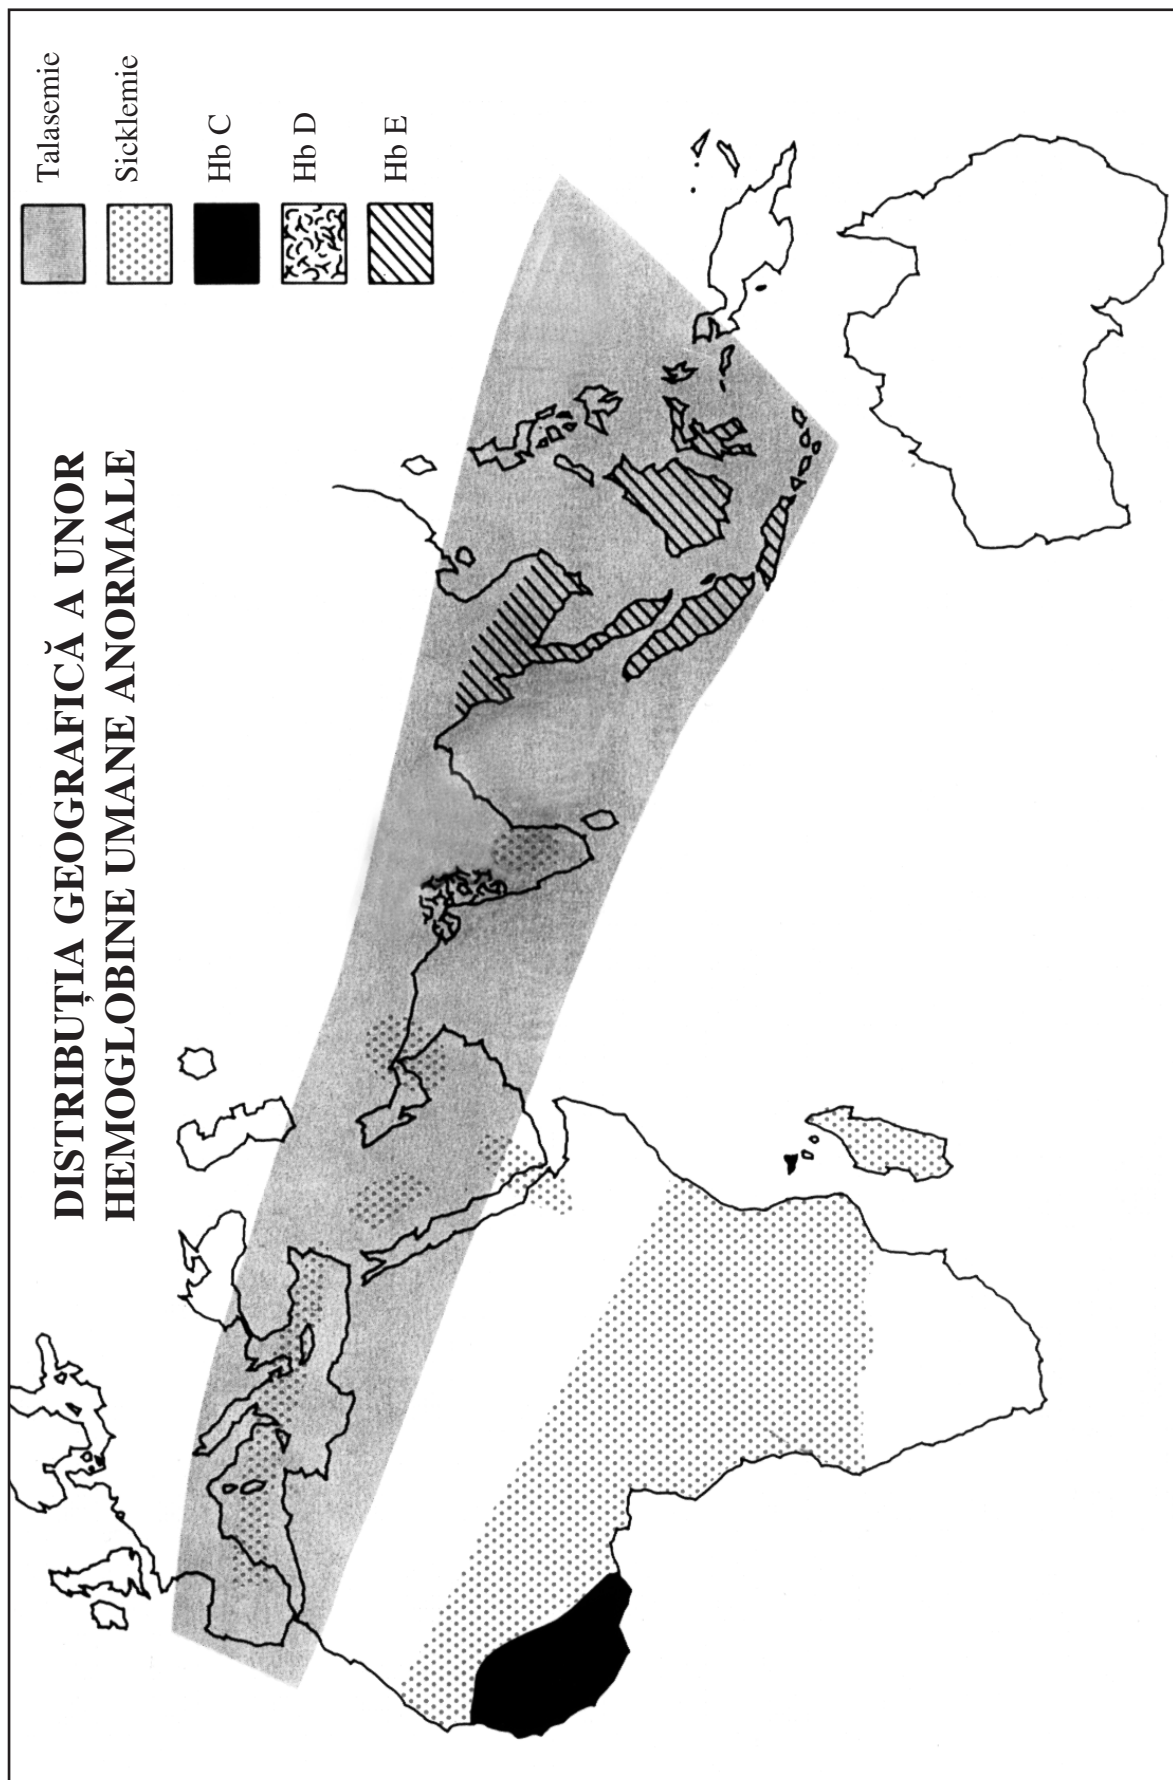 DISTRIBUȚIA GEOGRAFICĂ A UNOR
HEMOGLOBINE UMANE ANORMALE
Talasemie
Sicklemie
Hb C
Hb D
Hb E